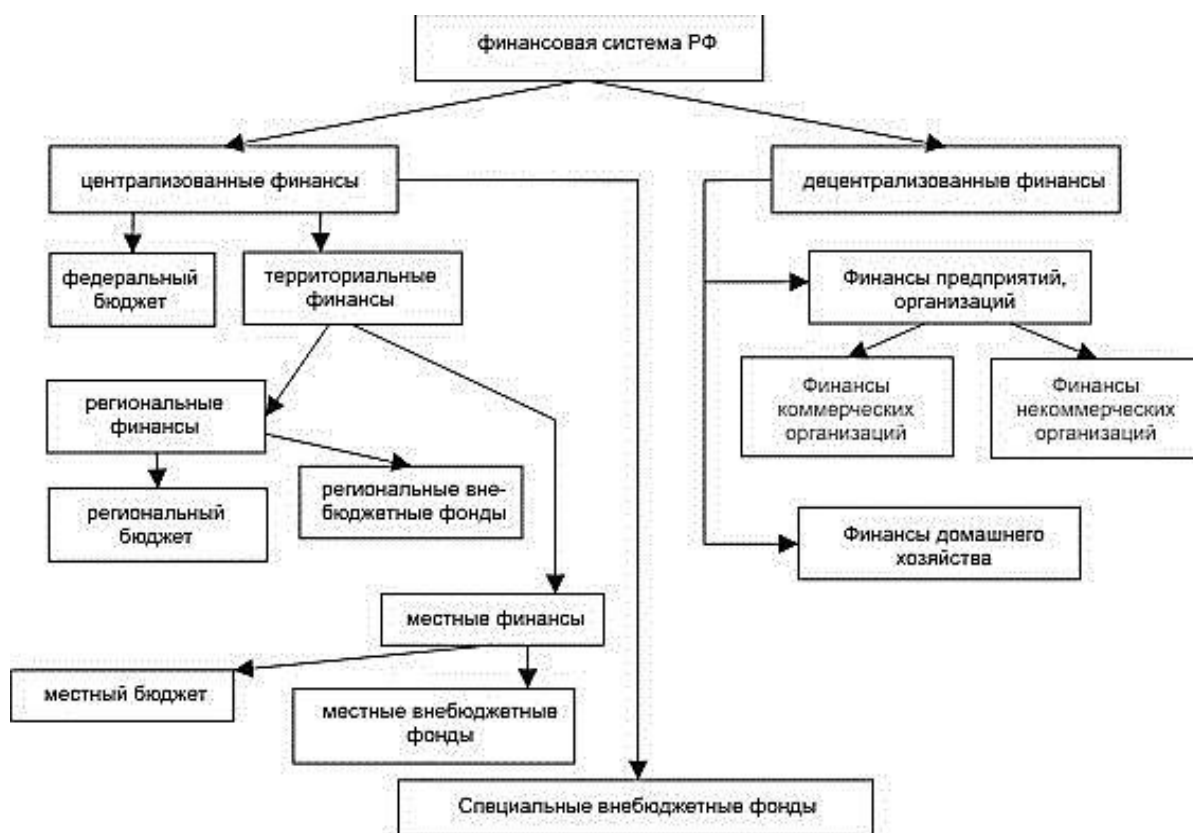 финансовая система РФ
централизованные финансы
децентрализованные финансы
федеральный
бюджет
территориальные
финансы
Финансы предприятий,
организаций
Финансы
коммерческих
организаций
Финансы
некоммерческих
организаций
региональные
финансы
региональный
бюджет
региональные вне-
бюджетные фонды
Финансы домашнего
хозяйства
местные финансы
местный бюджет
местные внебюджетные
фонды
Специальные внебюджетные фонды